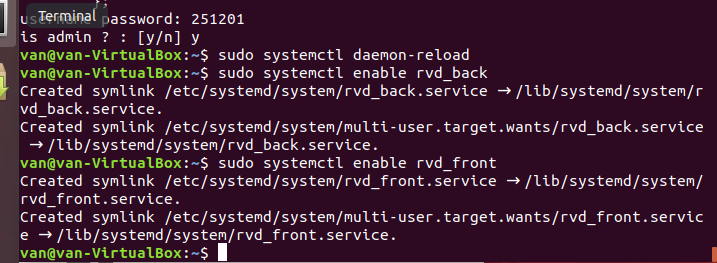 Terminal
username password: 251201
is admin ? : [y/n] y
van@van-VirtualBox:~$ sudo systemctl daemon-reload
van@van-VirtualBox:~$ sudo systemctl enable rvd_back
Created symlink /etc/systemd/system/rvd_back.service → /lib/systemd/system/r
vd_back.service.
Created symlink /etc/systemd/system/multi-user.target.wants/rvd_back.service
→ /lib/systemd/system/rvd_back.service.
van@van-VirtualBox:~$ sudo systemctl enable rvd_front
Created symlink /etc/systemd/system/rvd_front.service → /lib/systemd/system/
rvd_front.service.
Created symlink /etc/systemd/system/multi-user.target.wants/rvd_front.servic
e → /lib/systemd/system/rvd_front.service.
van@van-VirtualBox:~$